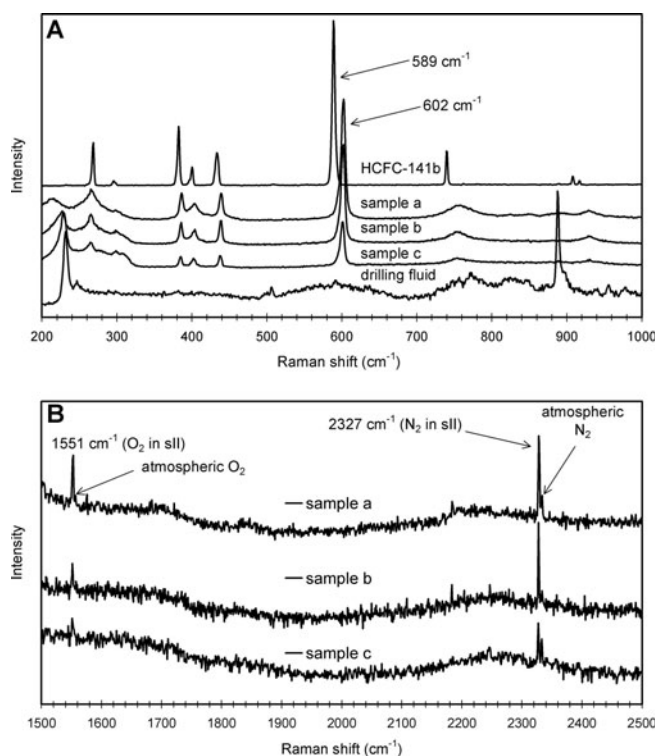 A
589 cm⁻¹
602 cm⁻¹
HCFC-141b
sample a
sample b
sample c
drilling fluid
Intensity
200 300 400 500 600 700 800 900 1000
Raman shift (cm⁻¹)
B
2327 cm⁻¹ (N₂ in sII)
atmospheric
N₂
1551 cm⁻¹ (O₂ in sII)
atmospheric O₂
sample a
sample b
sample c
Intensity
1500 1600 1700 1800 1900 2000 2100 2200 2300 2400 2500
Raman shift (cm⁻¹)